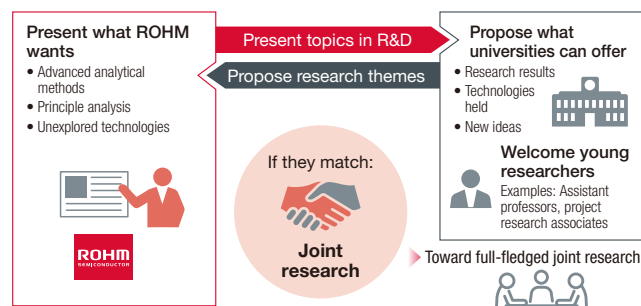 Present what ROHM
wants
• Advanced analytical
methods
• Principle analysis
• Unexplored technologies
ROHM
SEMICONDUCTOR
Present topics in R&D
Propose research themes
If they match:
Joint
research
Propose what
universities can offer
• Research results
• Technologies
held
• New ideas
Welcome young
researchers
Examples: Assistant
professors, project
research associates
Toward full-fledged joint research